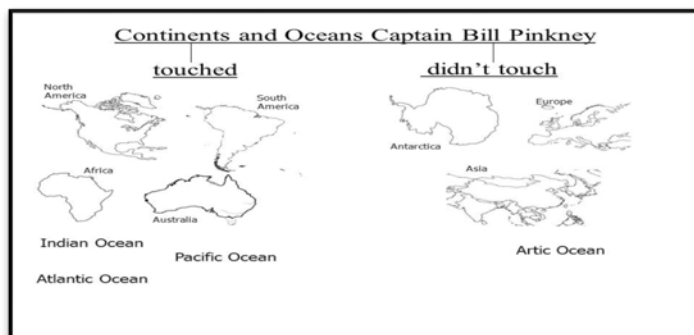 Continents and Oceans Captain Bill Pinkney
touched
didn't touch
North
America
South
America
Africa
Australia
Indian Ocean
Pacific Ocean
Atlantic Ocean
Antarctica
Europe
Asia
Artic Ocean